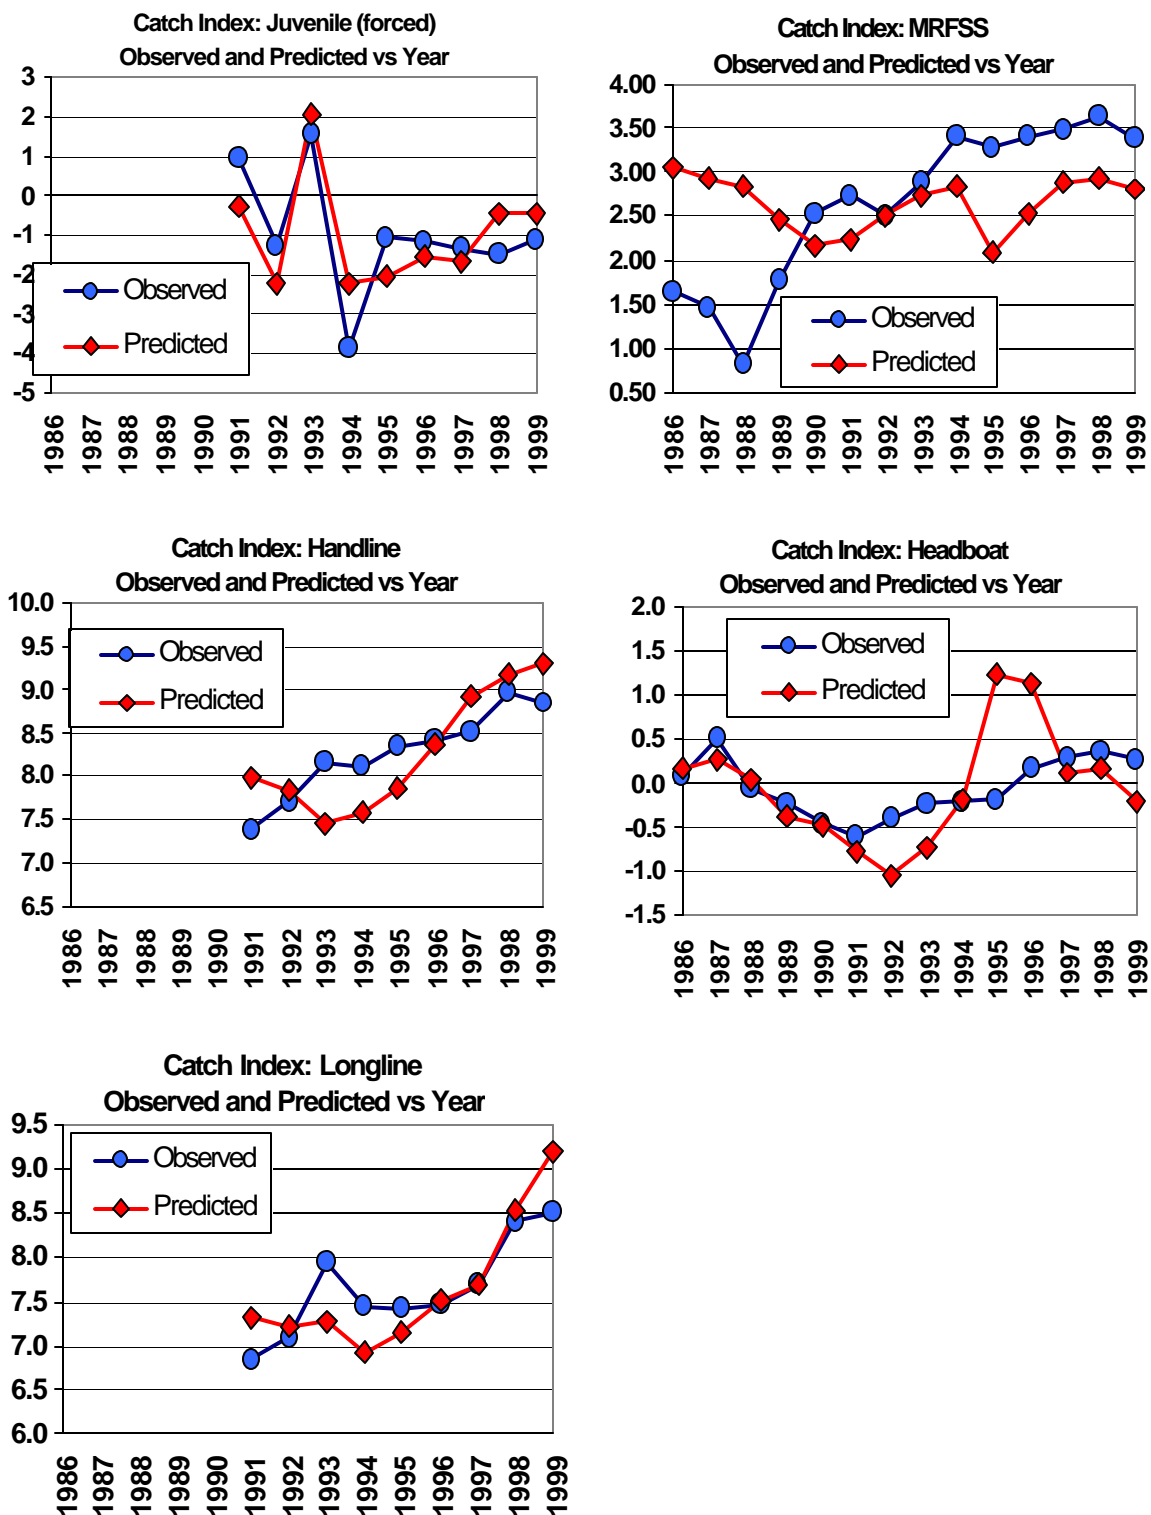 Catch Index: Juvenile (forced)
Observed and Predicted vs Year
3
2
1
0
-1
-2
-3
-4
-5
Observed
Predicted
1986 1987 1988 1989 1990 1991 1992 1993 1994 1995 1996 1997 1998 1999
Catch Index: MRFSS
Observed and Predicted vs Year
4.00
3.50
3.00
2.50
2.00
1.50
1.00
0.50
Observed
Predicted
1986 1987 1988 1989 1990 1991 1992 1993 1994 1995 1996 1997 1998 1999
Catch Index: Handline
Observed and Predicted vs Year
10.0
9.5
9.0
8.5
8.0
7.5
7.0
6.5
Observed
Predicted
1986 1987 1988 1989 1990 1991 1992 1993 1994 1995 1996 1997 1998 1999
Catch Index: Headboat
Observed and Predicted vs Year
2.0
1.5
1.0
0.5
0.0
-0.5
-1.0
-1.5
Observed
Predicted
1986 1987 1988 1989 1990 1991 1992 1993 1994 1995 1996 1997 1998 1999
Catch Index: Longline
Observed and Predicted vs Year
9.5
9.0
8.5
8.0
7.5
7.0
6.5
6.0
Observed
Predicted
1986 1987 1988 1989 1990 1991 1992 1993 1994 1995 1996 1997 1998 1999